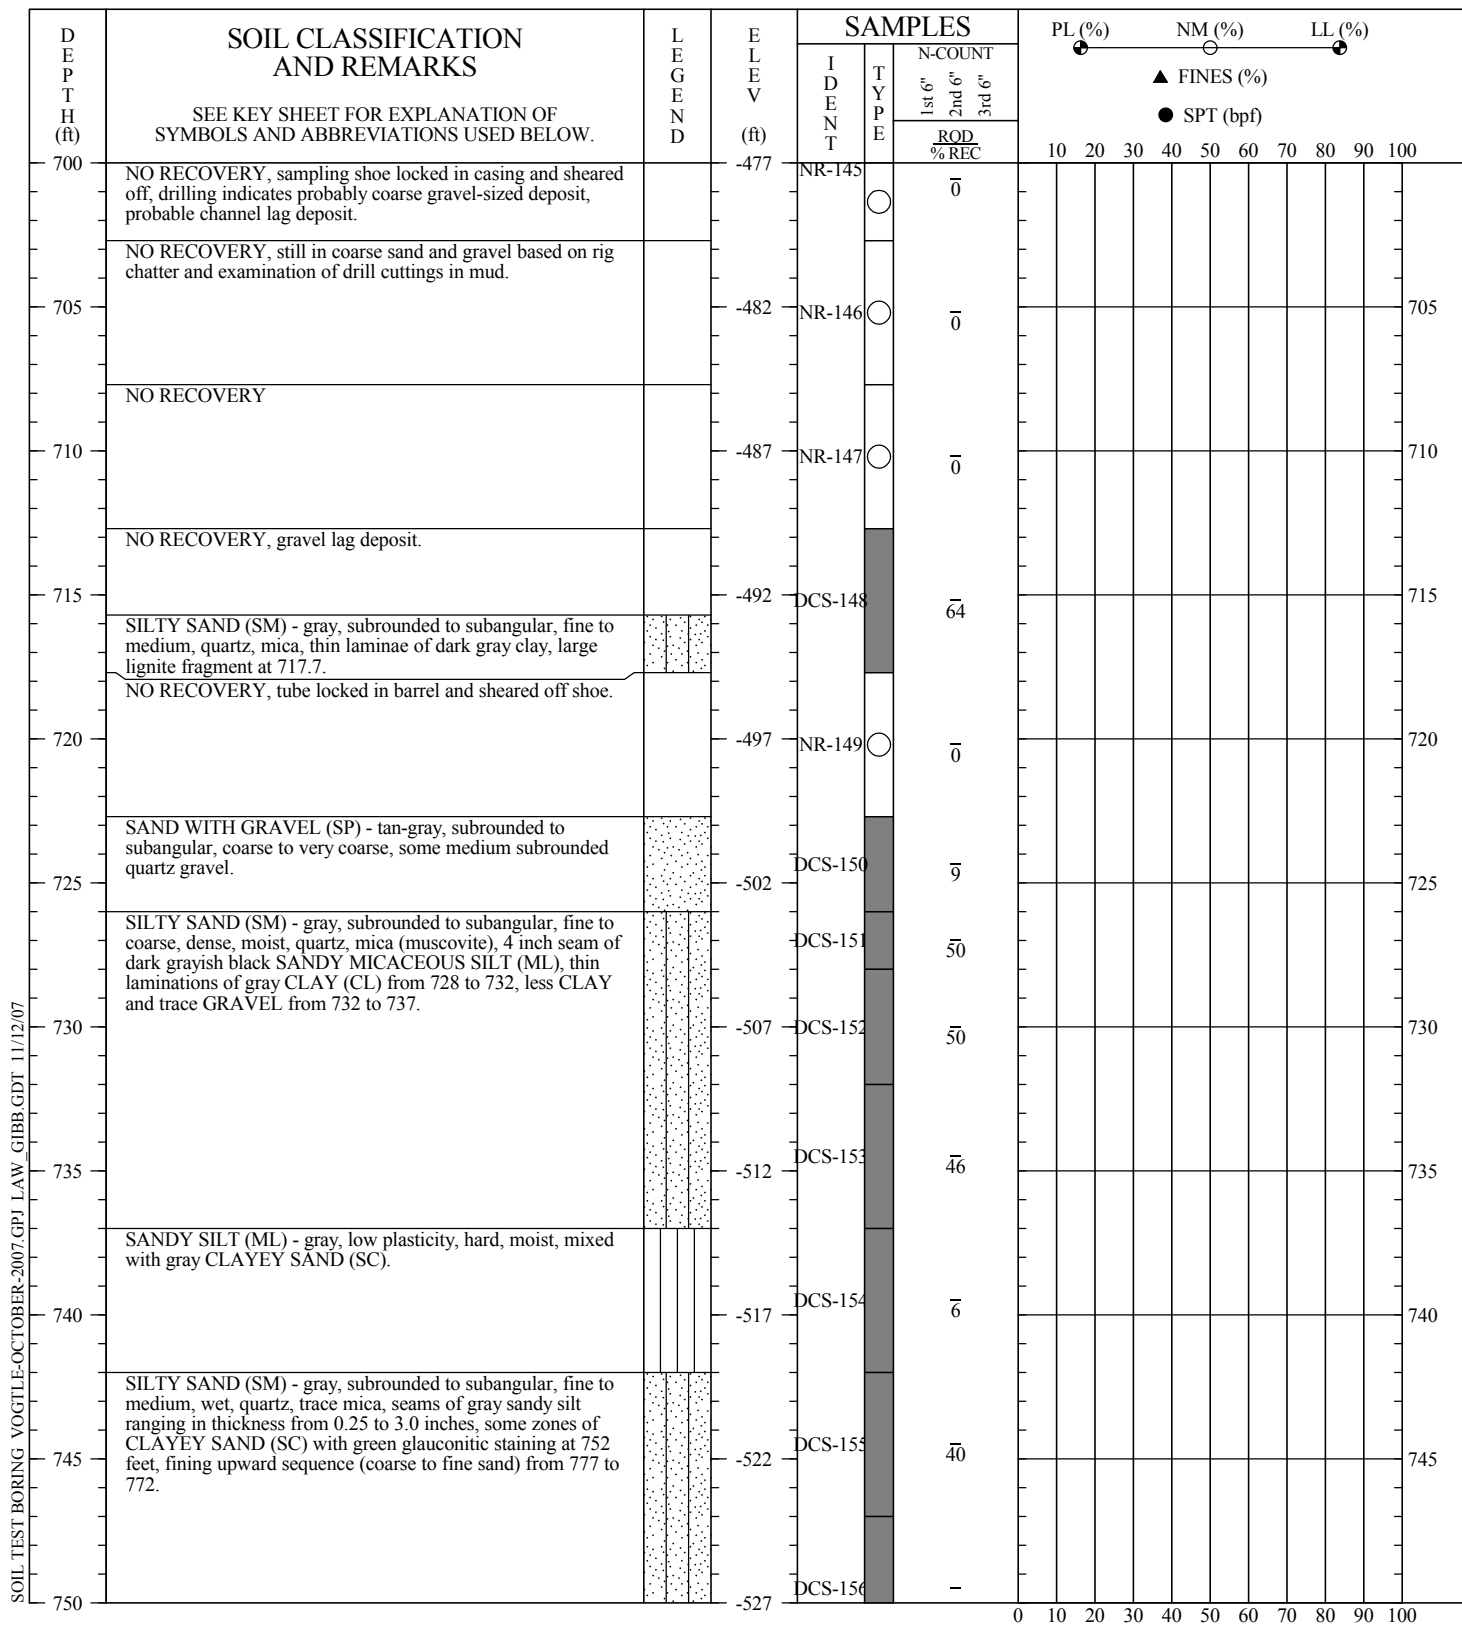 DEPTH (ft)
SOIL CLASSIFICATION
AND REMARKS
SEE KEY SHEET FOR EXPLANATION OF
SYMBOLS AND ABBREVIATIONS USED BELOW.
LEGEND
ELEV (ft)
SAMPLES
IDENT
TYPE
N-COUNT
1st 6"
2nd 6"
3rd 6"
RQD
% REC
PL (%) NM (%) LL (%)
▲ FINES (%)
● SPT (bpf)
10 20 30 40 50 60 70 80 90 100
700
NO RECOVERY, sampling shoe locked in casing and sheared
off, drilling indicates probably coarse gravel-sized deposit,
probable channel lag deposit.
-477
NR-145
0
NO RECOVERY, still in coarse sand and gravel based on rig
chatter and examination of drill cuttings in mud.
705
-482
NR-146
0
705
NO RECOVERY
710
-487
NR-147
0
710
NO RECOVERY, gravel lag deposit.
715
-492
DCS-148
64
715
SILTY SAND (SM) - gray, subrounded to subangular, fine to
medium, quartz, mica, thin laminae of dark gray clay, large
lignite fragment at 717.7.
NO RECOVERY, tube locked in barrel and sheared off shoe.
720
-497
NR-149
0
720
SAND WITH GRAVEL (SP) - tan-gray, subrounded to
subangular, coarse to very coarse, some medium subrounded
quartz gravel.
DCS-150
9
725
-502
725
SILTY SAND (SM) - gray, subrounded to subangular, fine to
coarse, dense, moist, quartz, mica (muscovite), 4 inch seam of
dark grayish black SANDY MICACEOUS SILT (ML), thin
laminations of gray CLAY (CL) from 728 to 732, less CLAY
and trace GRAVEL from 732 to 737.
DCS-151
50
730
-507
DCS-152
50
730
DCS-153
46
735
-512
735
SANDY SILT (ML) - gray, low plasticity, hard, moist, mixed
with gray CLAYEY SAND (SC).
740
-517
DCS-154
6
740
SILTY SAND (SM) - gray, subrounded to subangular, fine to
medium, wet, quartz, trace mica, seams of gray sandy silt
ranging in thickness from 0.25 to 3.0 inches, some zones of
CLAYEY SAND (SC) with green glauconitic staining at 752
feet, fining upward sequence (coarse to fine sand) from 777 to
772.
745
-522
DCS-155
40
745
750
-527
DCS-156
0 10 20 30 40 50 60 70 80 90 100
SOIL TEST BORING VOGTLE-OCTOBER-2007.GPJ LAW_GIBB.GDT 11/12/07